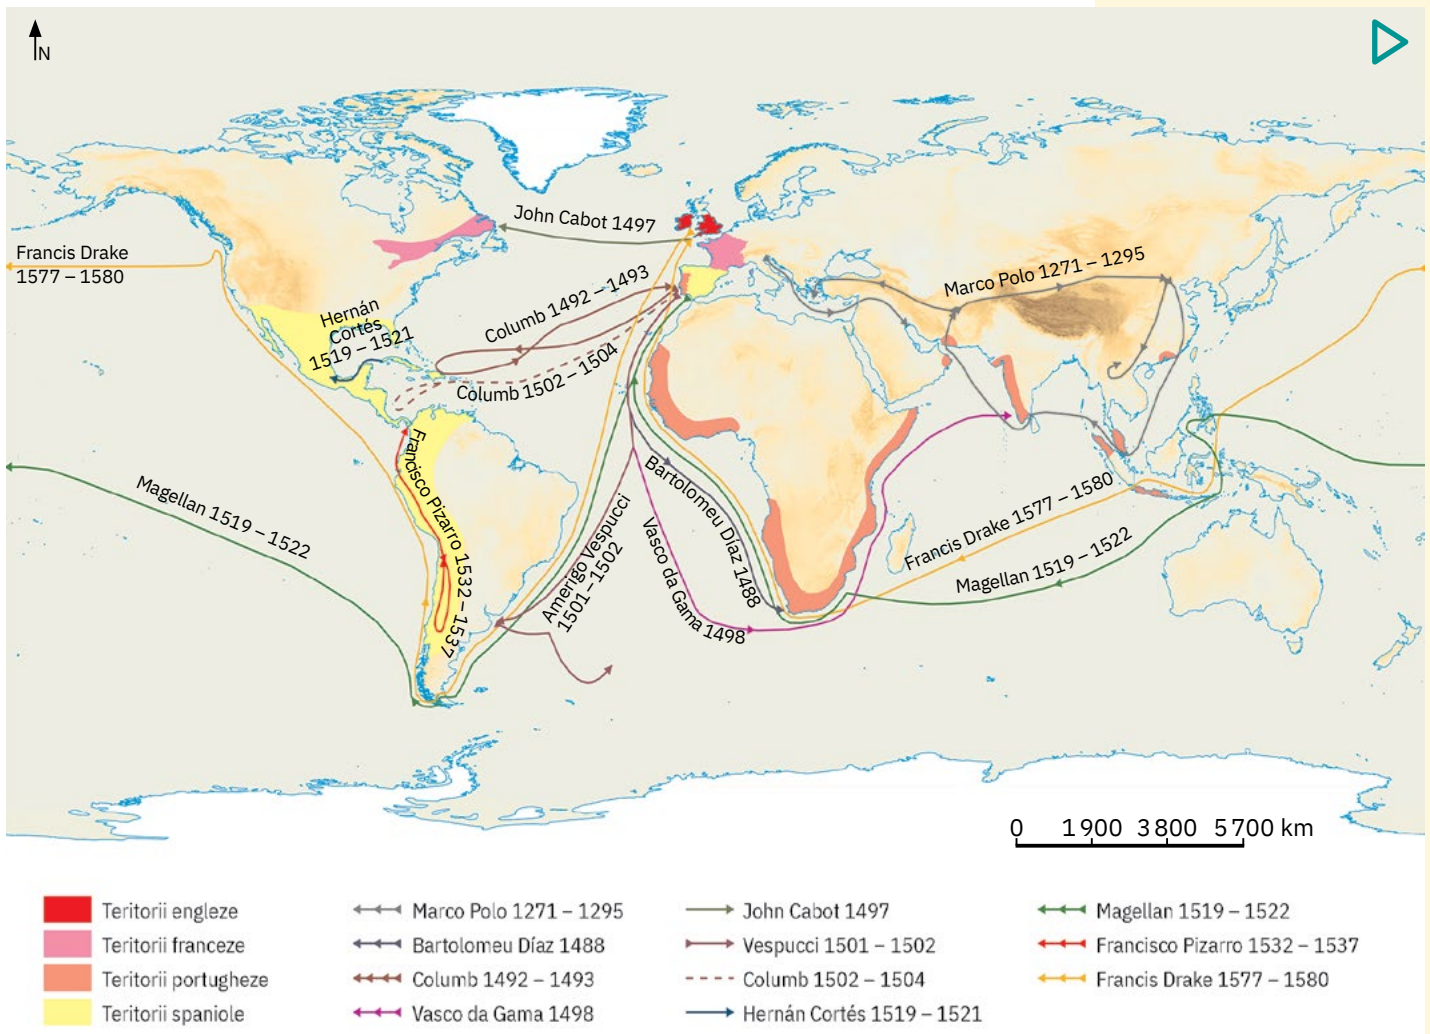 N
John Cabot 1497
Francis Drake
1577 – 1580
Marco Polo 1271 – 1295
Columb 1492 – 1493
Hernán
Cortés
1519 – 1521
Columb 1502 – 1504
Francisco Pizarro 1532 – 1537
Bartolomeu Díaz 1488
Magellan 1519 – 1522
Amerigo Vespucci
1501 – 1502
Vasco da Gama 1498
Francis Drake 1577 – 1580
Magellan 1519 – 1522
0 1 900 3 800 5 700 km
Teritorii engleze
Teritorii franceze
Teritorii portugheze
Teritorii spaniole
Marco Polo 1271 – 1295
Bartolomeu Díaz 1488
Columb 1492 – 1493
Vasco da Gama 1498
John Cabot 1497
Vespucci 1501 – 1502
Columb 1502 – 1504
Hernán Cortés 1519 – 1521
Magellan 1519 – 1522
Francisco Pizarro 1532 – 1537
Francis Drake 1577 – 1580